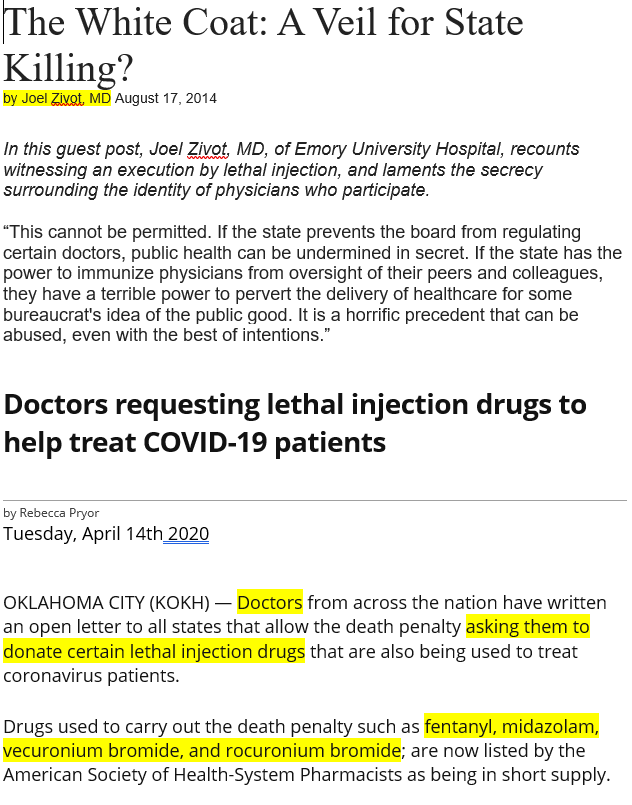 The White Coat: A Veil for State
Killing?
by Joel Zivot, MD August 17, 2014
In this guest post, Joel Zivot, MD, of Emory University Hospital, recounts
witnessing an execution by lethal injection, and laments the secrecy
surrounding the identity of physicians who participate.
“This cannot be permitted. If the state prevents the board from regulating
certain doctors, public health can be undermined in secret. If the state has the
power to immunize physicians from oversight of their peers and colleagues,
they have a terrible power to pervert the delivery of healthcare for some
bureaucrat's idea of the public good. It is a horrific precedent that can be
abused, even with the best of intentions.”
Doctors requesting lethal injection drugs to
help treat COVID-19 patients
by Rebecca Pryor
Tuesday, April 14th 2020
OKLAHOMA CITY (KOKH) — Doctors from across the nation have written
an open letter to all states that allow the death penalty asking them to
donate certain lethal injection drugs that are also being used to treat
coronavirus patients.
Drugs used to carry out the death penalty such as fentanyl, midazolam,
vecuronium bromide, and rocuronium bromide; are now listed by the
American Society of Health-System Pharmacists as being in short supply.